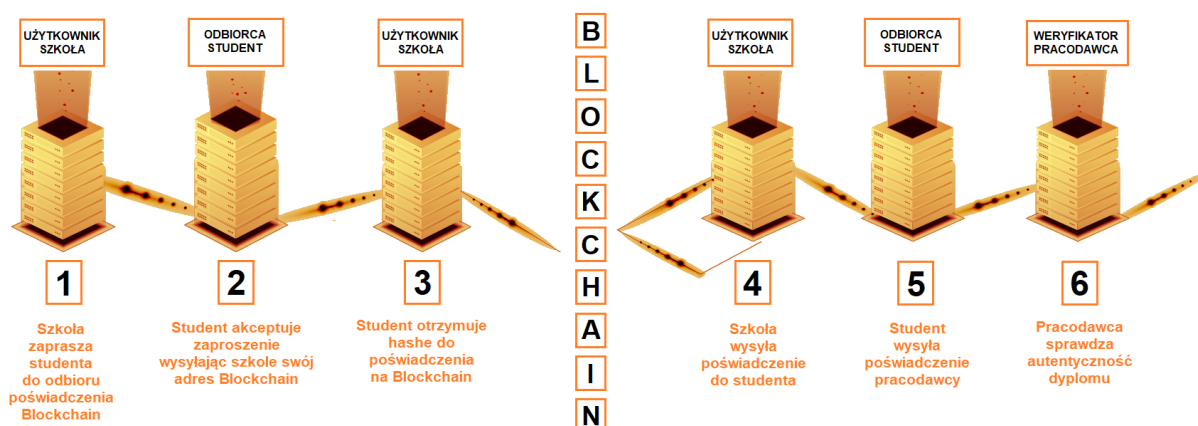 UŻYTKOWNIK
SZKOŁA
ODBIORCA
STUDENT
UŻYTKOWNIK
SZKOŁA
B
L
O
C
K
C
H
A
I
N
UŻYTKOWNIK
SZKOŁA
ODBIORCA
STUDENT
WERYFIKATOR
PRACODAWCA
1
Szkoła
zaprasza
studenta
do odbioru
poświadczenia
Blockchain
2
Student akceptuje
zaproszenie
wysyłając szkole swój
adres Blockchain
3
Student otrzymuje
hashe do
poświadczenia
na Blockchain
4
Szkoła
wysyła
poświadczenie
do studenta
5
Student
wysyła
poświadczenie
pracodawcy
6
Pracodawca
sprawdza
autentyczność
dyplomu